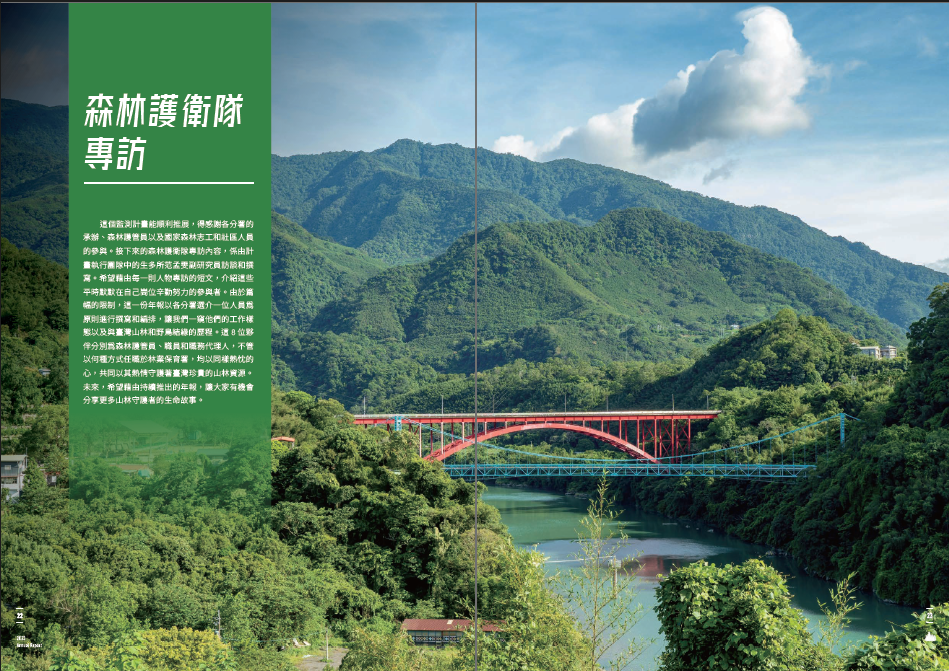 森林護衛隊
專訪
這個監測計畫能順利推展，得感謝各分署的
承辦、森林護管員以及國家森林志工和社區人員
的參與。接下來的森林護衛隊專訪內容，係由計
畫執行團隊中的生多所范孟雯副研究員訪談和撰
寫。希望藉由每一則人物專訪的短文，介紹這些
平時默默在自己崗位辛勤努力的參與者。由於篇
幅的限制，這一份年報以各分署選介一位人員為
原則進行撰寫和編排，讓我們一窺他們的工作樣
態以及與臺灣山林和野鳥結緣的歷程。這 8 位夥
伴分別為森林護管員、職員和職務代理人，不管
以何種方式任職於林業保育署，均以同樣熱忱的
心，共同以其熱情守護著臺灣珍貴的山林資源。
未來，希望藉由持續推出的年報，讓大家有機會
分享更多山林守護者的生命故事。
22